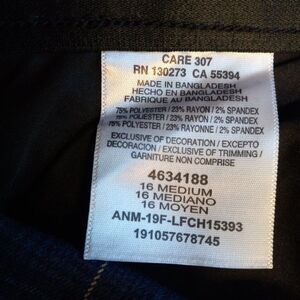 CARE 307
RN 130273 CA 55394
MADE IN BANGLADESH
HECHO EN BANGLADESH
FABRIQUE AU BANGLADESH
75% POLYESTER / 23% RAYON / 2% SPANDEX
75% POLIESTER / 23% RAYON / 2% SPANDEX
75% POLYESTER / 23% RAYONNE / 2% SPANDEX
EXCLUSIVE OF DECORATION / EXCEPTO
DECORACION / EXCLUSIVE OF TRIMMING /
GARNITURE NON COMPRISE
4634188
16 MEDIUM
16 MEDIANO
16 MOYEN
ANM-19F-LFCH15393
191057678745